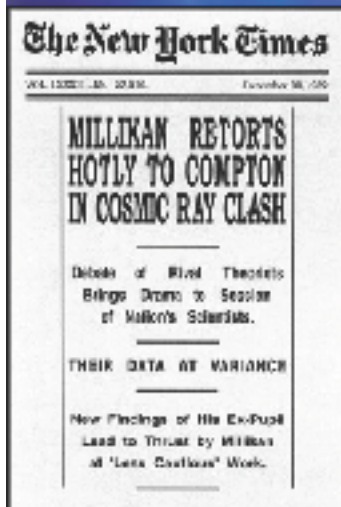 The New York Times
MILLIKAN RETORTS
HOTLY TO COMPTON
IN COSMIC RAY CLASH
Debate of Rival Theorists
Brings Drama to Session
of Nation's Scientists.
THEIR DATA AT VARIANCE
New Findings of His Ex-Pupil
Lead to Thrust by Millikan
at 'Less Cautious' Work.